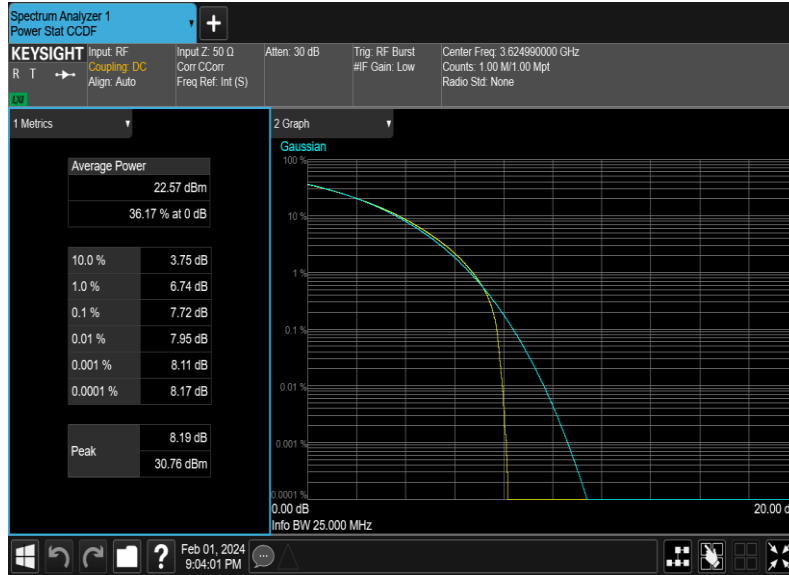 Spectrum Analyzer 1
Power Stat CCDF
+
KEYSIGHT
R T
LXI
Input: RF
Coupling: DC
Align: Auto
Input Z: 50 Ω
Corr CCorr
Freq Ref: Int (S)
Atten: 30 dB
Trig: RF Burst
#IF Gain: Low
Center Freq: 3.624990000 GHz
Counts: 1.00 M/1.00 Mpt
Radio Std: None
1 Metrics
Average Power
22.57 dBm
36.17 % at 0 dB
10.0 % 3.75 dB
1.0 % 6.74 dB
0.1 % 7.72 dB
0.01 % 7.95 dB
0.001 % 8.11 dB
0.0001 % 8.17 dB
Peak
8.19 dB
30.76 dBm
2 Graph
Gaussian
100 %
10 %
1 %
0.1 %
0.01 %
0.001 %
0.0001 %
0.00 dB
20.00 d
Info BW 25.000 MHz
?
Feb 01, 2024
9:04:01 PM